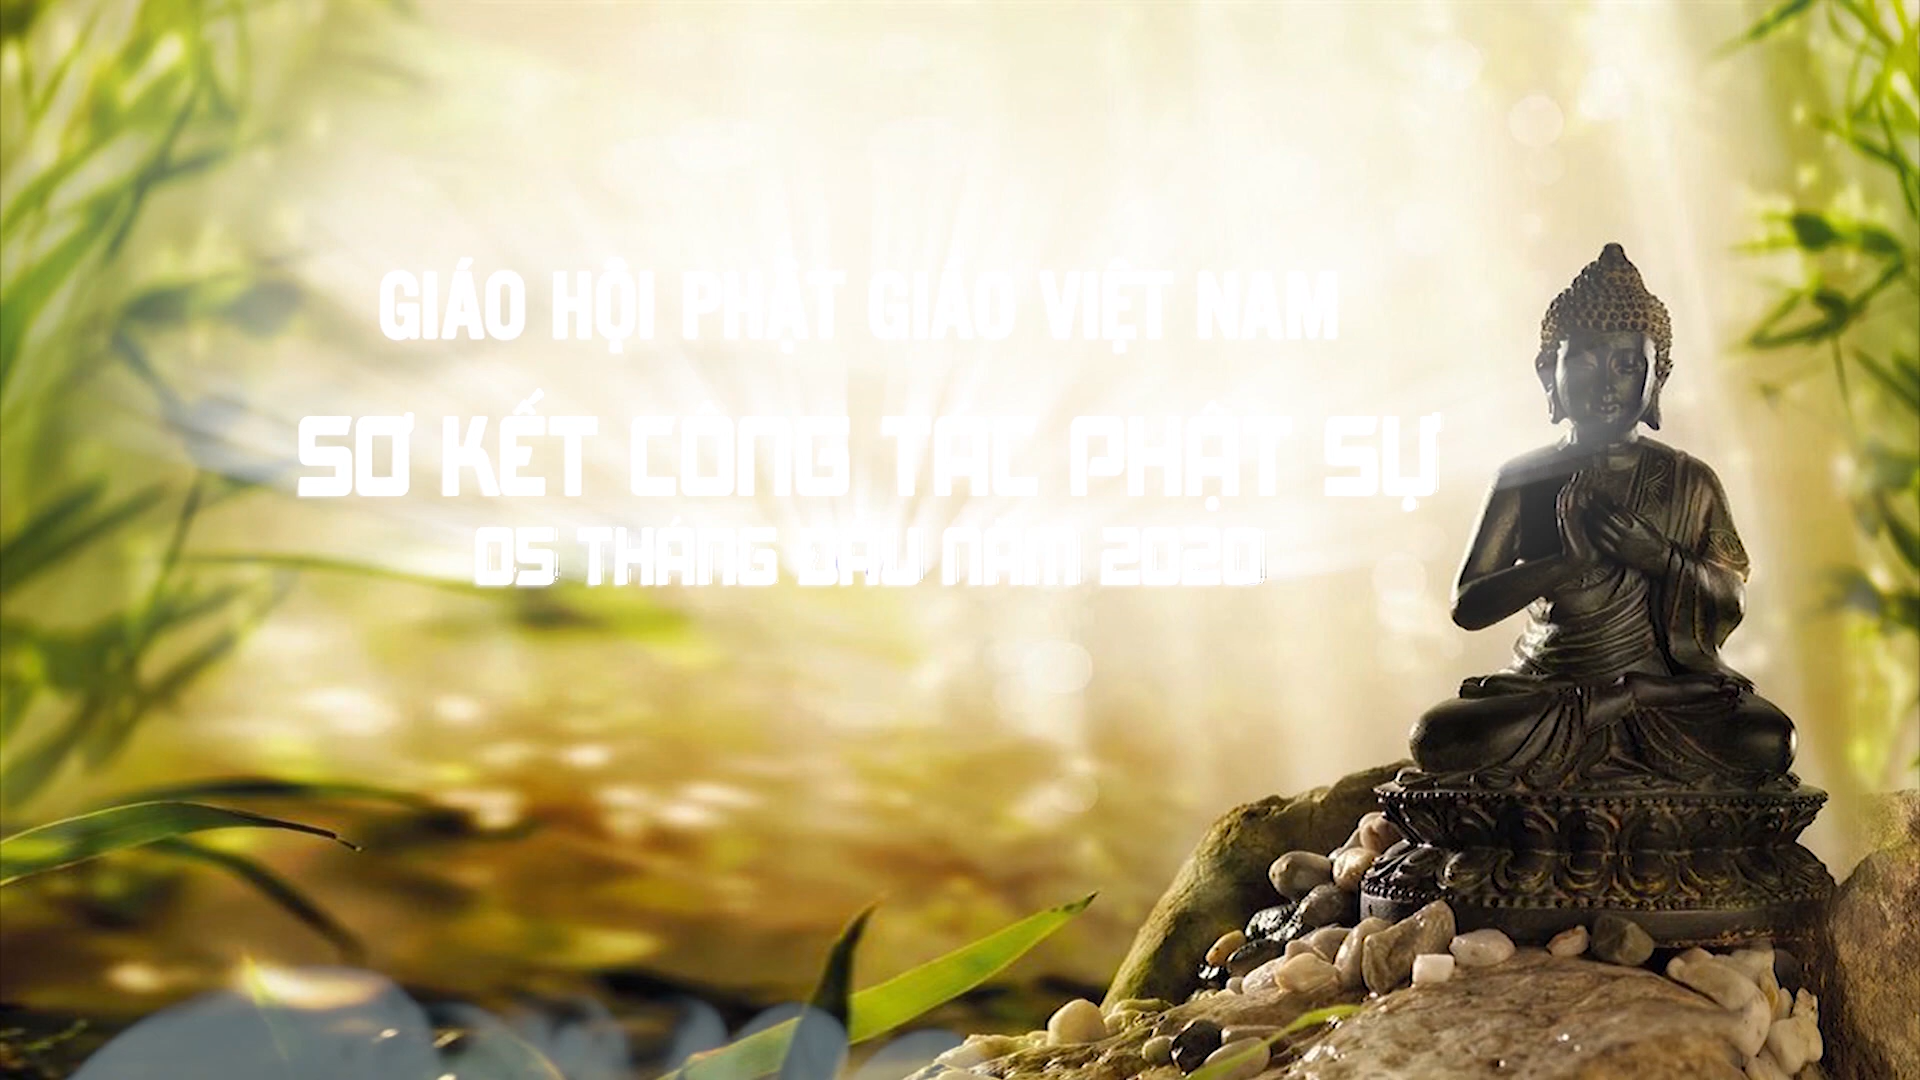 GIÁO HỘI PHẬT GIÁO VIỆT NAM
SƠ KẾT CÔNG TÁC PHẬT SỰ
05 THÁNG ĐẦU NĂM 2020